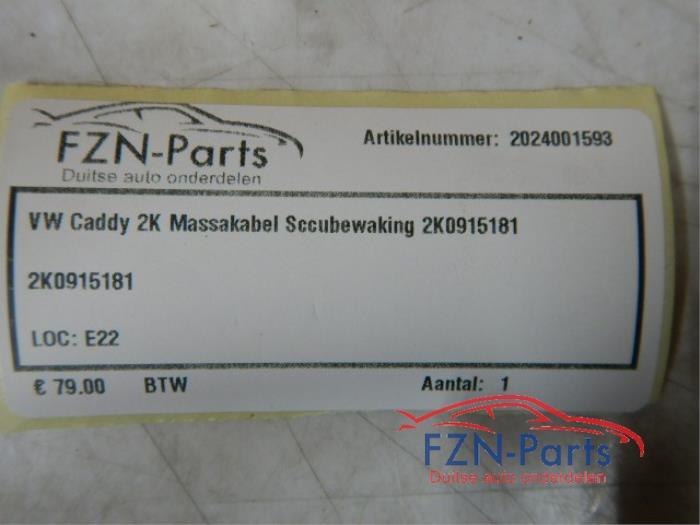 FZN-Parts
Duitse auto onderdelen
Artikelnummer: 2024001593
VW Caddy 2K Massakabel Sccubewaking 2K0915181
2K0915181
LOC: E22
€ 79.00 BTW Aantal: 1
FZN-Parts
Duitse auto onderdelen